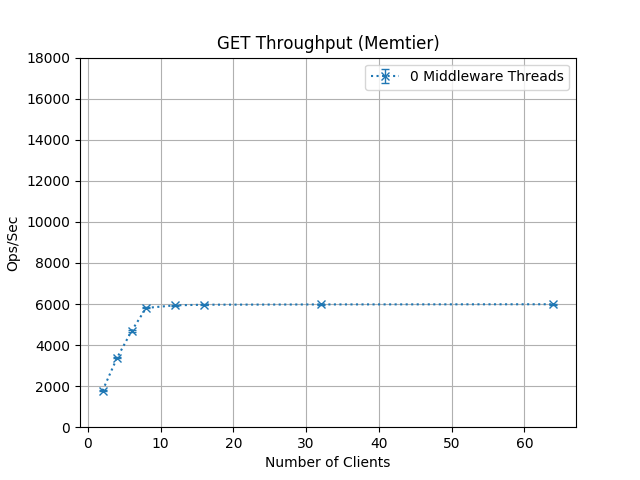 GET Throughput (Memtier)
0 Middleware Threads
18000
16000
14000
12000
10000
8000
6000
4000
2000
0
Ops/Sec
0 10 20 30 40 50 60
Number of Clients